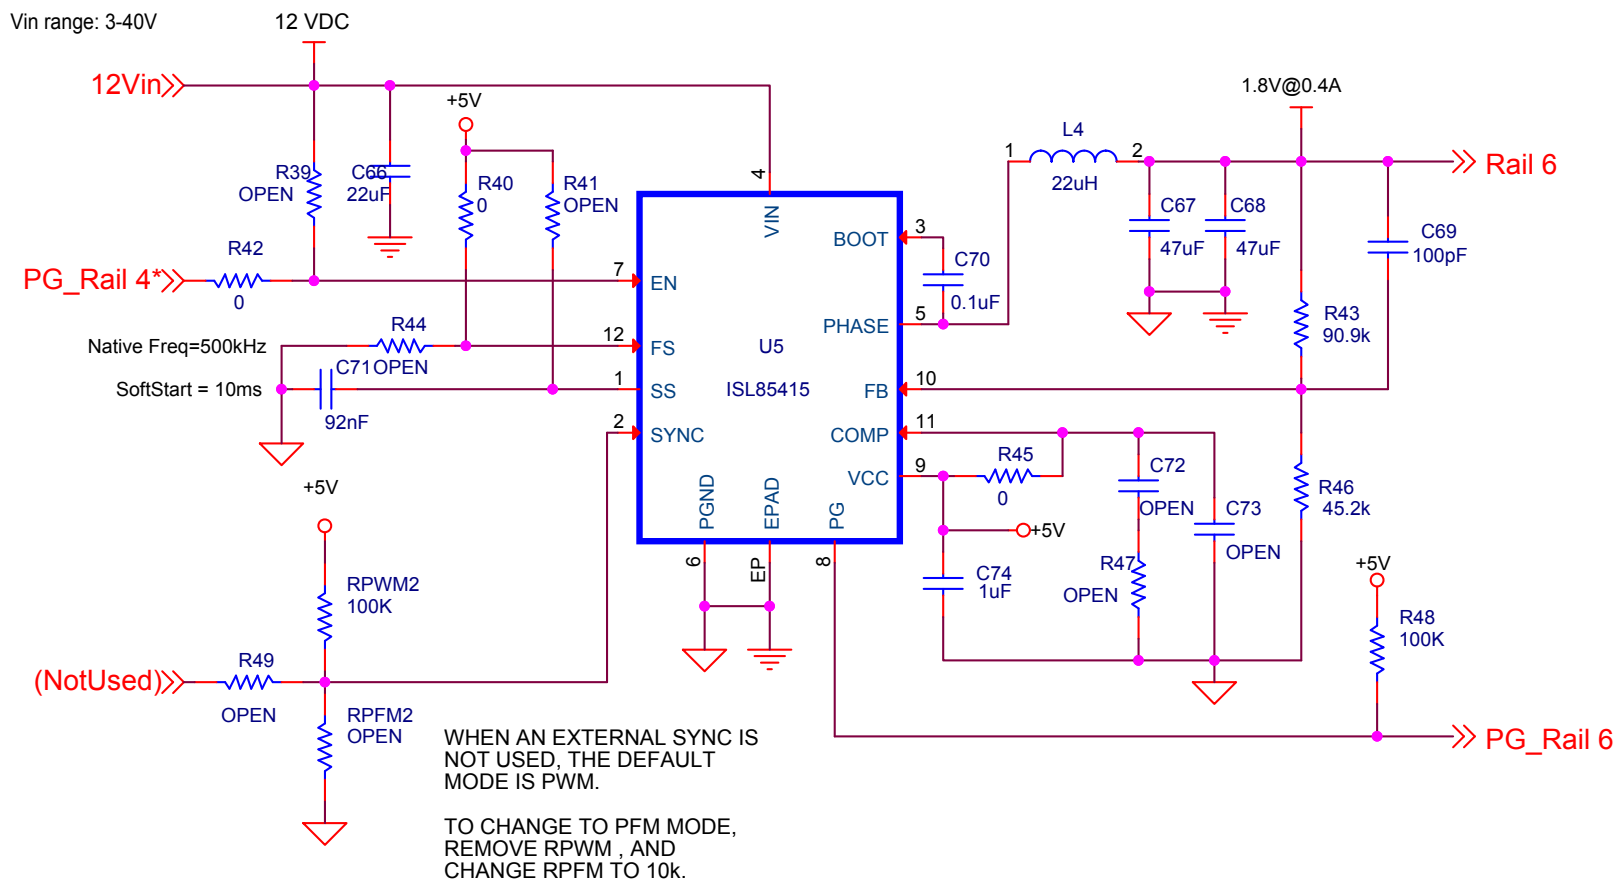 Vin range: 3-40V
12 VDC
12Vin
+5V
1.8V@0.4A
R39
OPEN
C66
22uF
R40
0
R41
OPEN
4
VIN
1
L4
2
22uH
Rail 6
C67
47uF
C68
47uF
C69
100pF
3
BOOT
C70
0.1uF
R42
0
PG_Rail 4*
7
EN
5
PHASE
R43
90.9k
Native Freq=500kHz
R44
OPEN
12
FS
U5
ISL85415
SoftStart = 10ms
C71
92nF
1
SS
10
FB
2
SYNC
11
COMP
9
VCC
R45
0
C72
OPEN
C73
OPEN
R46
45.2k
PGND
EPAD
PG
6
EP
8
+5V
C74
1uF
R47
OPEN
+5V
RPWM2
100K
+5V
R48
100K
(NotUsed)
R49
OPEN
RPFM2
OPEN
PG_Rail 6
WHEN AN EXTERNAL SYNC IS
NOT USED, THE DEFAULT
MODE IS PWM.
TO CHANGE TO PFM MODE,
REMOVE RPWM , AND
CHANGE RPFM TO 10k.